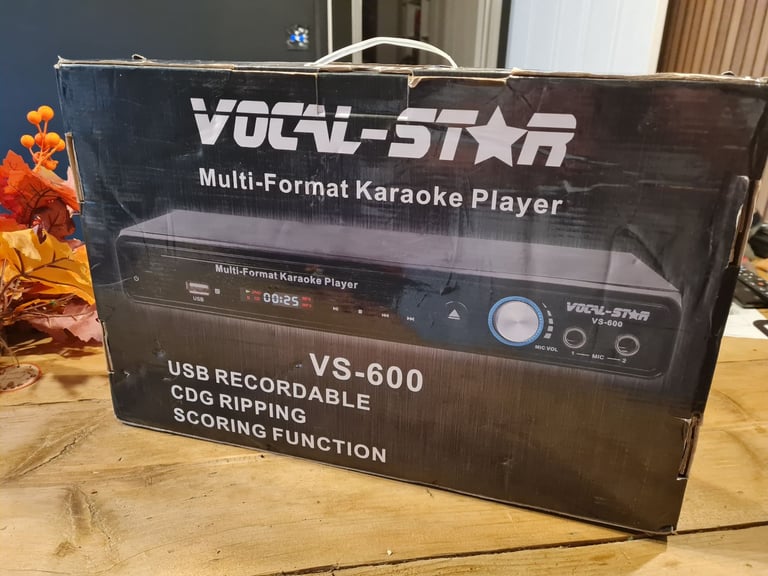 VOCAL-STAR
Multi-Format Karaoke Player
Multi-Format Karaoke Player
USB
00:25
VOCAL-STAR
VS-600
MIC VOL
1 MIC 2
VS-600
USB RECORDABLE
CDG RIPPING
SCORING FUNCTION